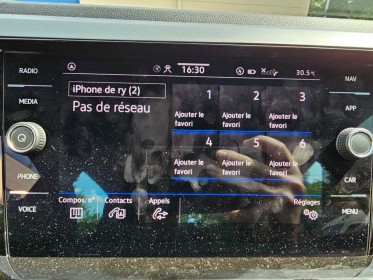 RADIO
MEDIA
PHONE
VOICE
NAV
APP
CAR
MENU
16:30
30.5°C
iPhone de ry (2)
Pas de réseau
1 2 3
Ajouter le favori Ajouter le favori Ajouter le favori
4 5 6
Ajouter le favori Ajouter le favori Ajouter le favori
Compos. n° Contacts Appels Réglages